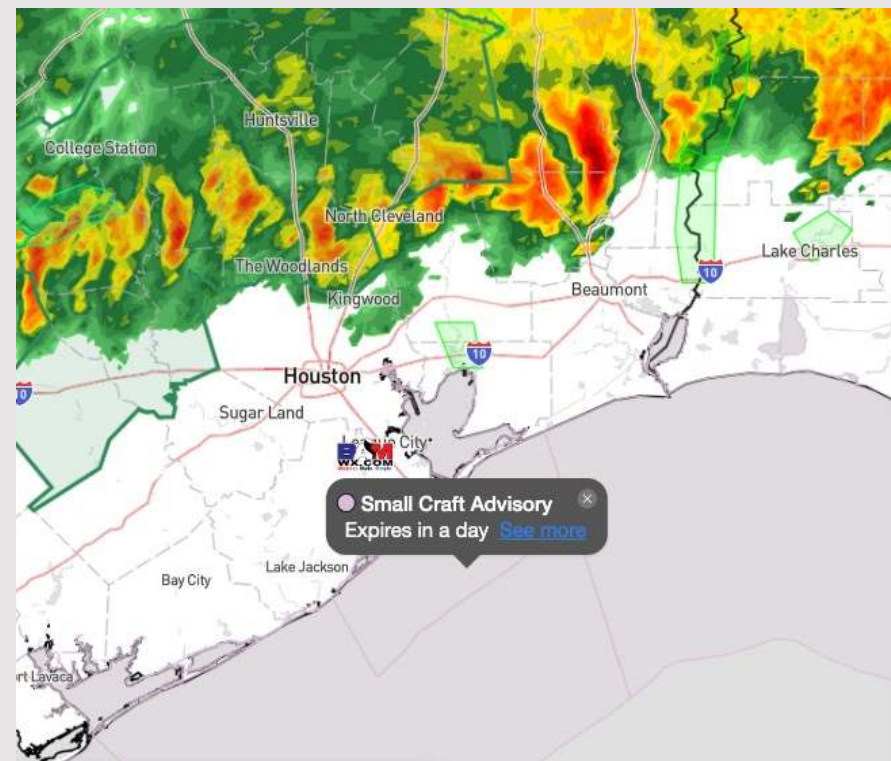 Huntsville
College Station
North Cleveland
The Woodlands
Kingwood
Lake Charles
10
Beaumont
10
Houston
10
Sugar Land
League City
BAM
WX.COM
Small Craft Advisory
Expires in a day See more
Lake Jackson
Bay City
rt Lavaca